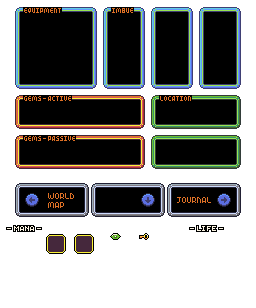 EQUIPMENT
IMBUE
GEMS-ACTIVE
LOCATION
GEMS-PASSIVE
WORLD
MAP
JOURNAL
-MANA-
-LIFE-